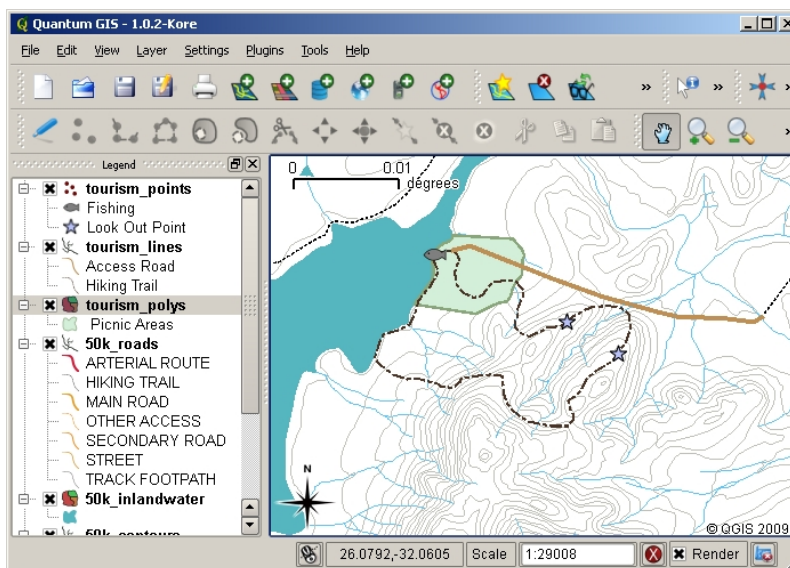 Quantum GIS - 1.0.2-Kore
File Edit View Layer Settings Plugins Tools Help
Legend
tourism_points
Fishing
Look Out Point
tourism_lines
Access Road
Hiking Trail
tourism_polys
Picnic Areas
50k_roads
ARTERIAL ROUTE
HIKING TRAIL
MAIN ROAD
OTHER ACCESS
SECONDARY ROAD
STREET
TRACK FOOTPATH
50k_inlandwater
50k_contours
0 0.01
degrees
N
© QGIS 2009
26.0792,-32.0605 Scale 1:29008 Render